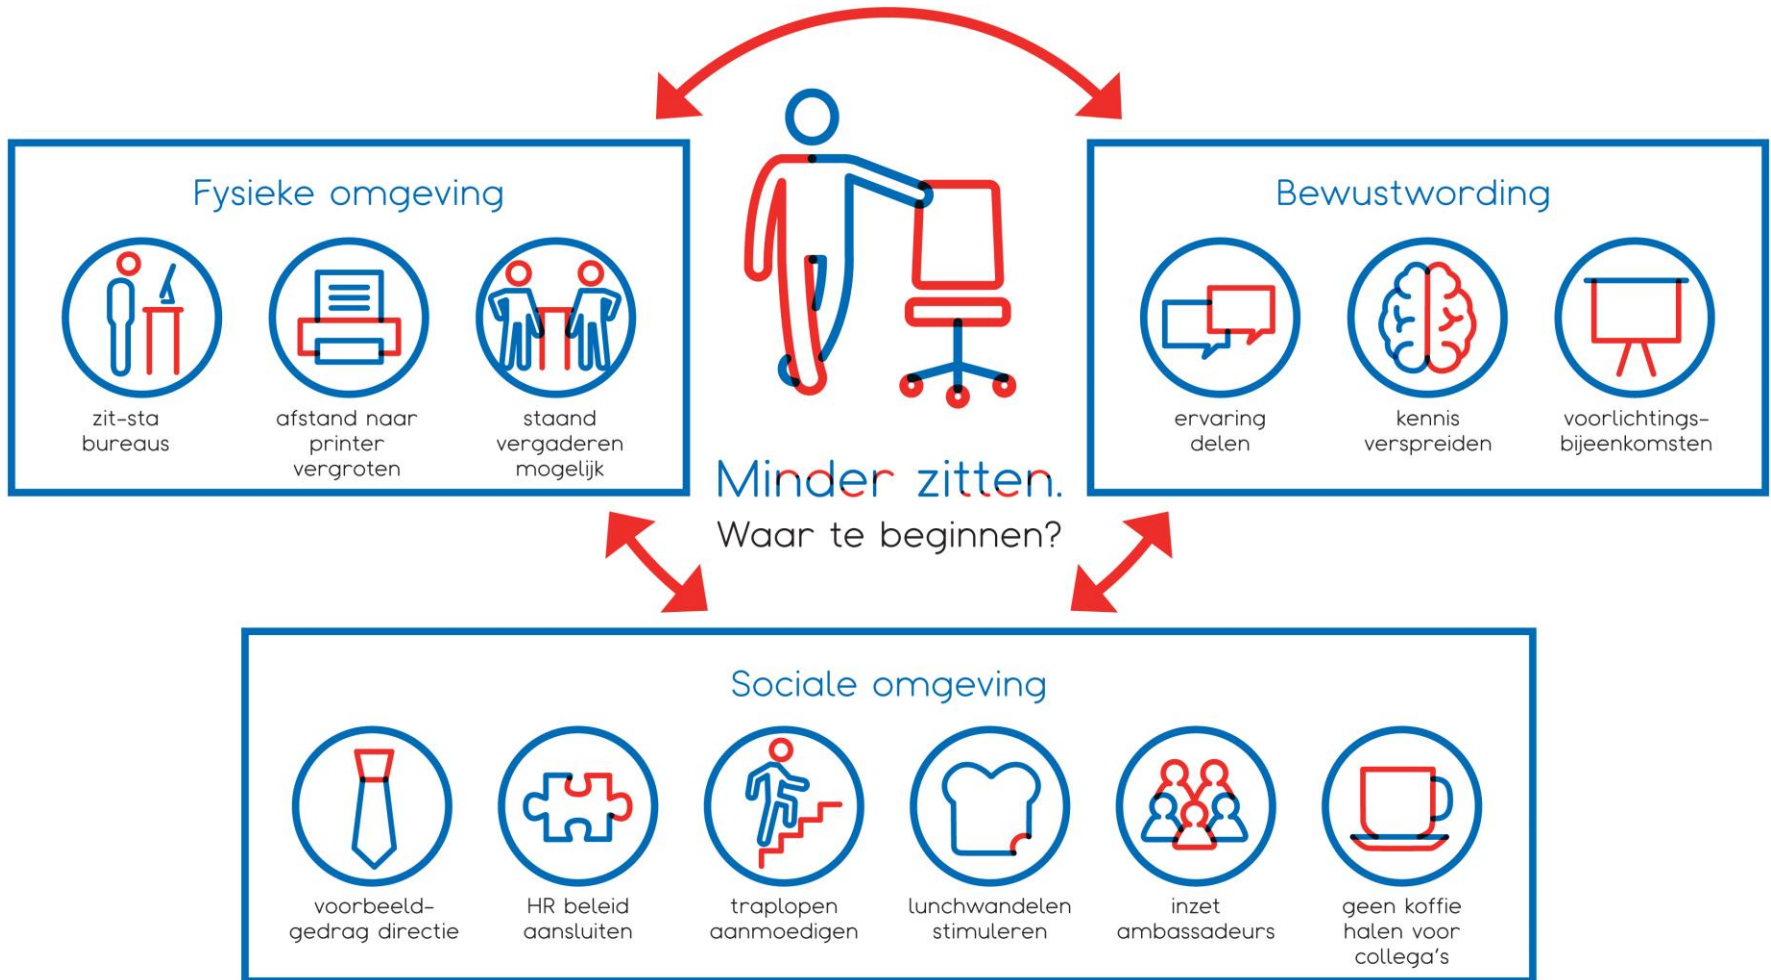 Fysieke omgeving
zit-sta
bureaus
afstand naar
printer
vergroten
staand
vergaderen
mogelijk
Minder zitten.
Waar te beginnen?
Bewustwording
ervaring
delen
kennis
verspreiden
voorlichtings-
bijeenkomsten
Sociale omgeving
voorbeeld-
gedrag directie
HR beleid
aansluiten
traplopen
aanmoedigen
lunchwandelen
stimuleren
inzet
ambassadeurs
geen koffie
halen voor
collega's